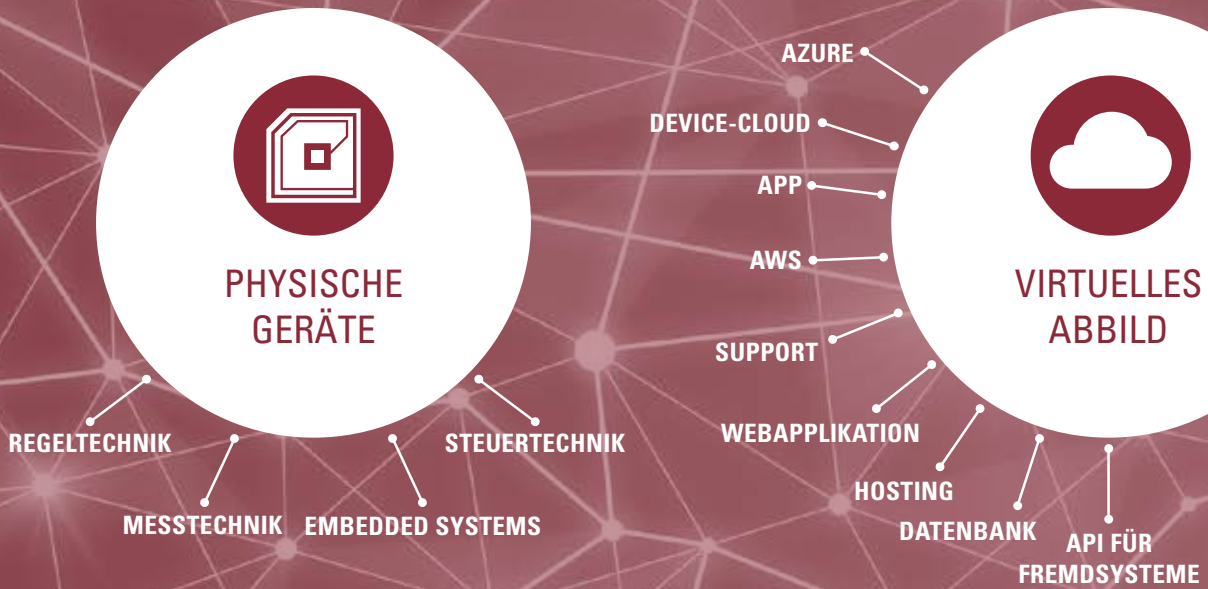 PHYSISCHE
GERÄTE
REGELTECHNIK
MESSTECHNIK
EMBEDDED SYSTEMS
STEUERTECHNIK
AZURE
DEVICE-CLOUD
APP
AWS
SUPPORT
WEBAPPLIKATION
HOSTING
DATENBANK
API FÜR
FREMDSYSTEME
VIRTUELLES
ABBILD